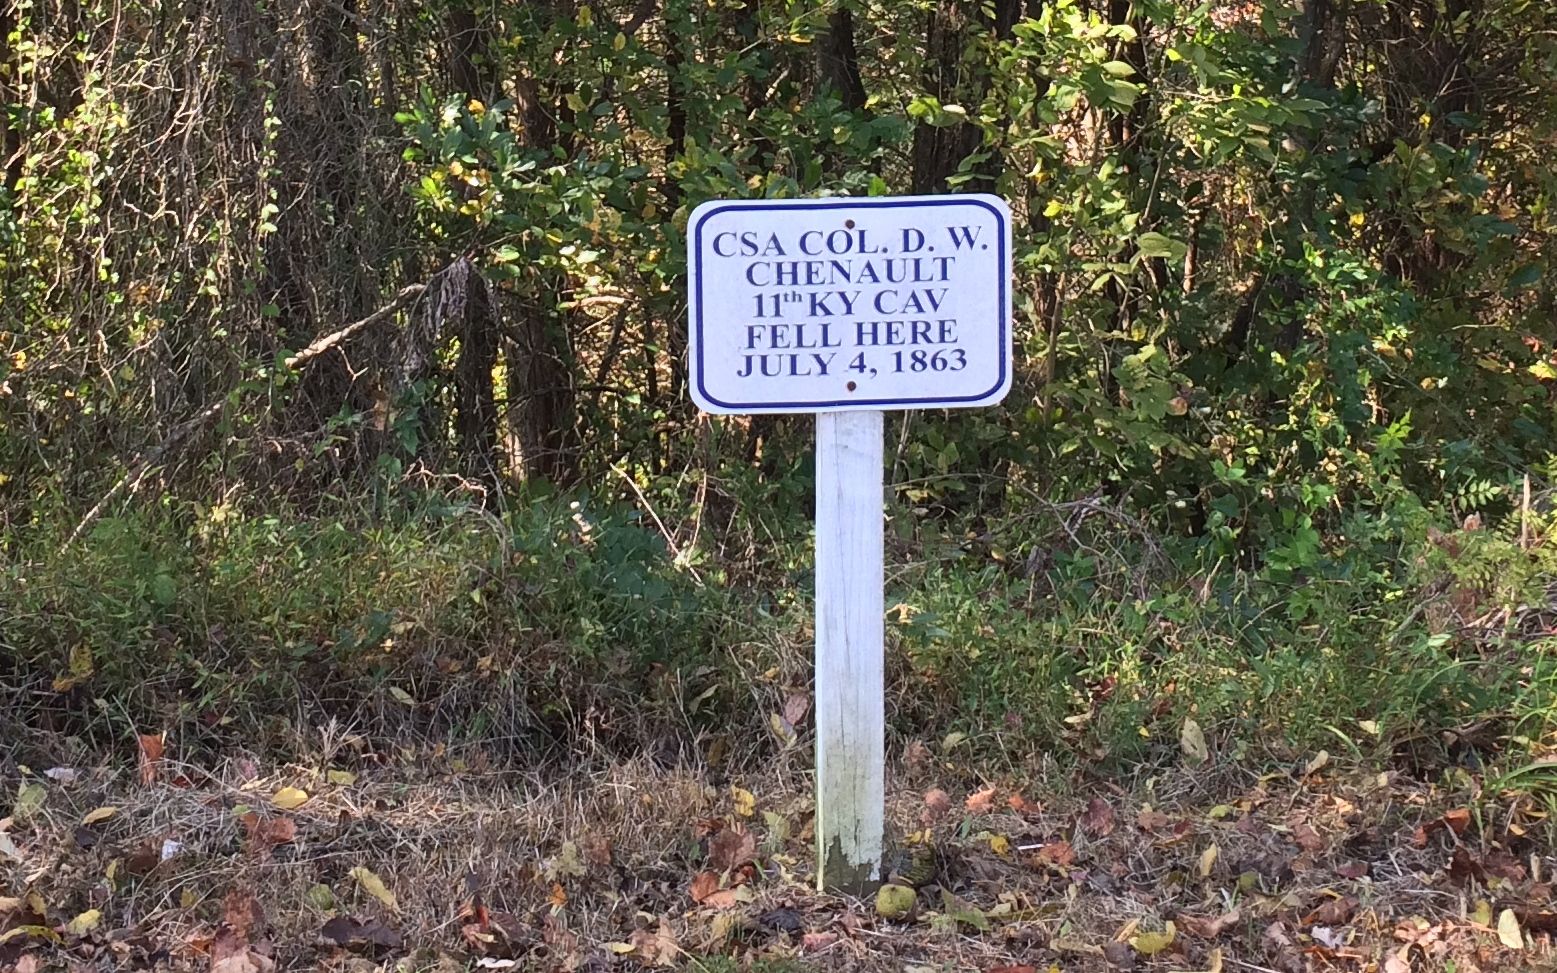 CSA COL. D. W.
CHENAULT
11th KY CAV
FELL HERE
JULY 4, 1863